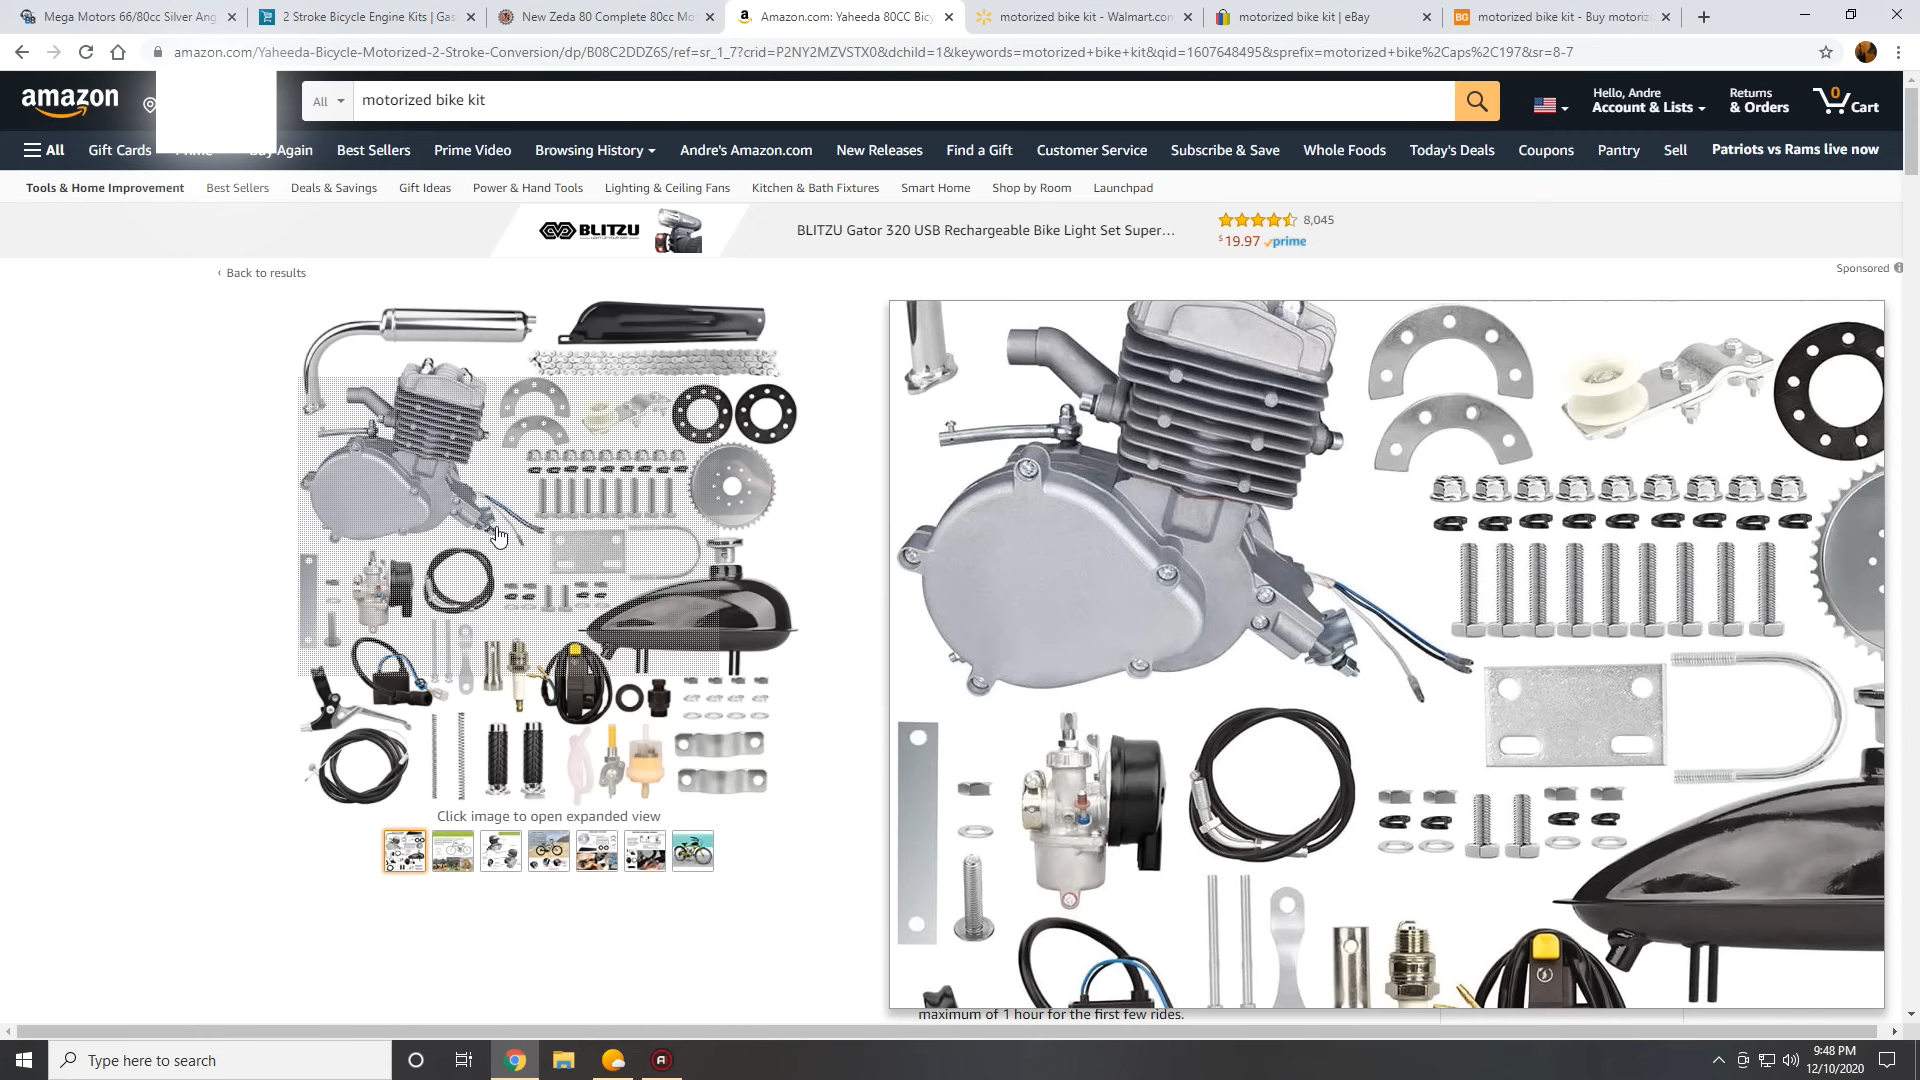 Mega Motors 66/80cc Silver Ang
2 Stroke Bicycle Engine Kits | Gas
New Zeda 80 Complete 80cc Mo
Amazon.com: Yaheeda 80CC Bicy
motorized bike kit - Walmart.com
motorized bike kit | eBay
BG motorized bike kit - Buy motoriz
amazon.com/Yaheeda-Bicycle-Motorized-2-Stroke-Conversion/dp/B08C2DDZ6S/ref=sr_1_7?crid=P2NY2MZVSTX0&dchild=1&keywords=motorized+bike+kit&qid=1607648495&sprefix=motorized+bike%2Caps%2C197&sr=8-7
amazon
All
motorized bike kit
Hello, Andre
Account & Lists
Returns
& Orders
0
Cart
All
Gift Cards
Prime
Buy Again
Best Sellers
Prime Video
Browsing History
Andre's Amazon.com
New Releases
Find a Gift
Customer Service
Subscribe & Save
Whole Foods
Today's Deals
Coupons
Pantry
Sell
Patriots vs Rams live now
Tools & Home Improvement
Best Sellers
Deals & Savings
Gift Ideas
Power & Hand Tools
Lighting & Ceiling Fans
Kitchen & Bath Fixtures
Smart Home
Shop by Room
Launchpad
BLITZU
BLITZU Gator 320 USB Rechargeable Bike Light Set Super...
8,045
$19.97 prime
‹ Back to results
Sponsored
Click image to open expanded view
maximum of 1 hour for the first few rides.
Type here to search
9:48 PM
12/10/2020